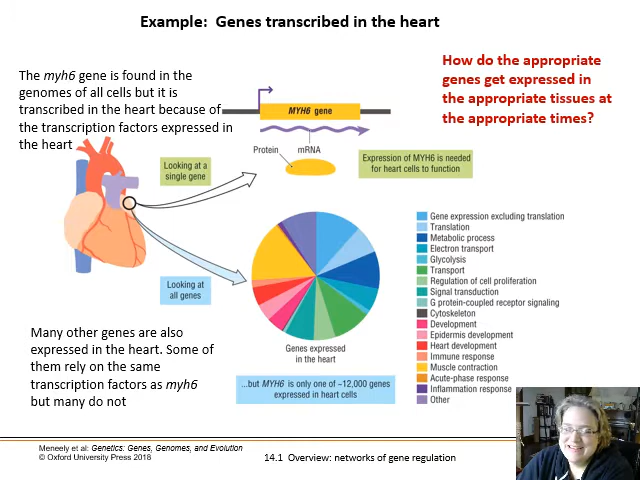 Example:  Genes transcribed in the heart
The myh6 gene is found in the
genomes of all cells but it is
transcribed in the heart because of
the transcription factors expressed in
the heart
How do the appropriate
genes get expressed in
the appropriate tissues at
the appropriate times?
MYH6 gene
Protein
mRNA
Looking at a
single gene
Expression of MYH6 is needed
for heart cells to function
Looking at
all genes
Genes expressed
in the heart
Gene expression excluding translation
Translation
Metabolic process
Electron transport
Glycolysis
Transport
Regulation of cell proliferation
Signal transduction
G protein-coupled receptor signaling
Cytoskeleton
Development
Epidermis development
Heart development
Immune response
Muscle contraction
Acute-phase response
Inflammation response
Other
Many other genes are also
expressed in the heart. Some of
them rely on the same
transcription factors as myh6
but many do not
...but MYH6 is only one of ~12,000 genes
expressed in heart cells
Meneely et al: Genetics: Genes, Genomes, and Evolution
© Oxford University Press 2018
14.1  Overview: networks of gene regulation